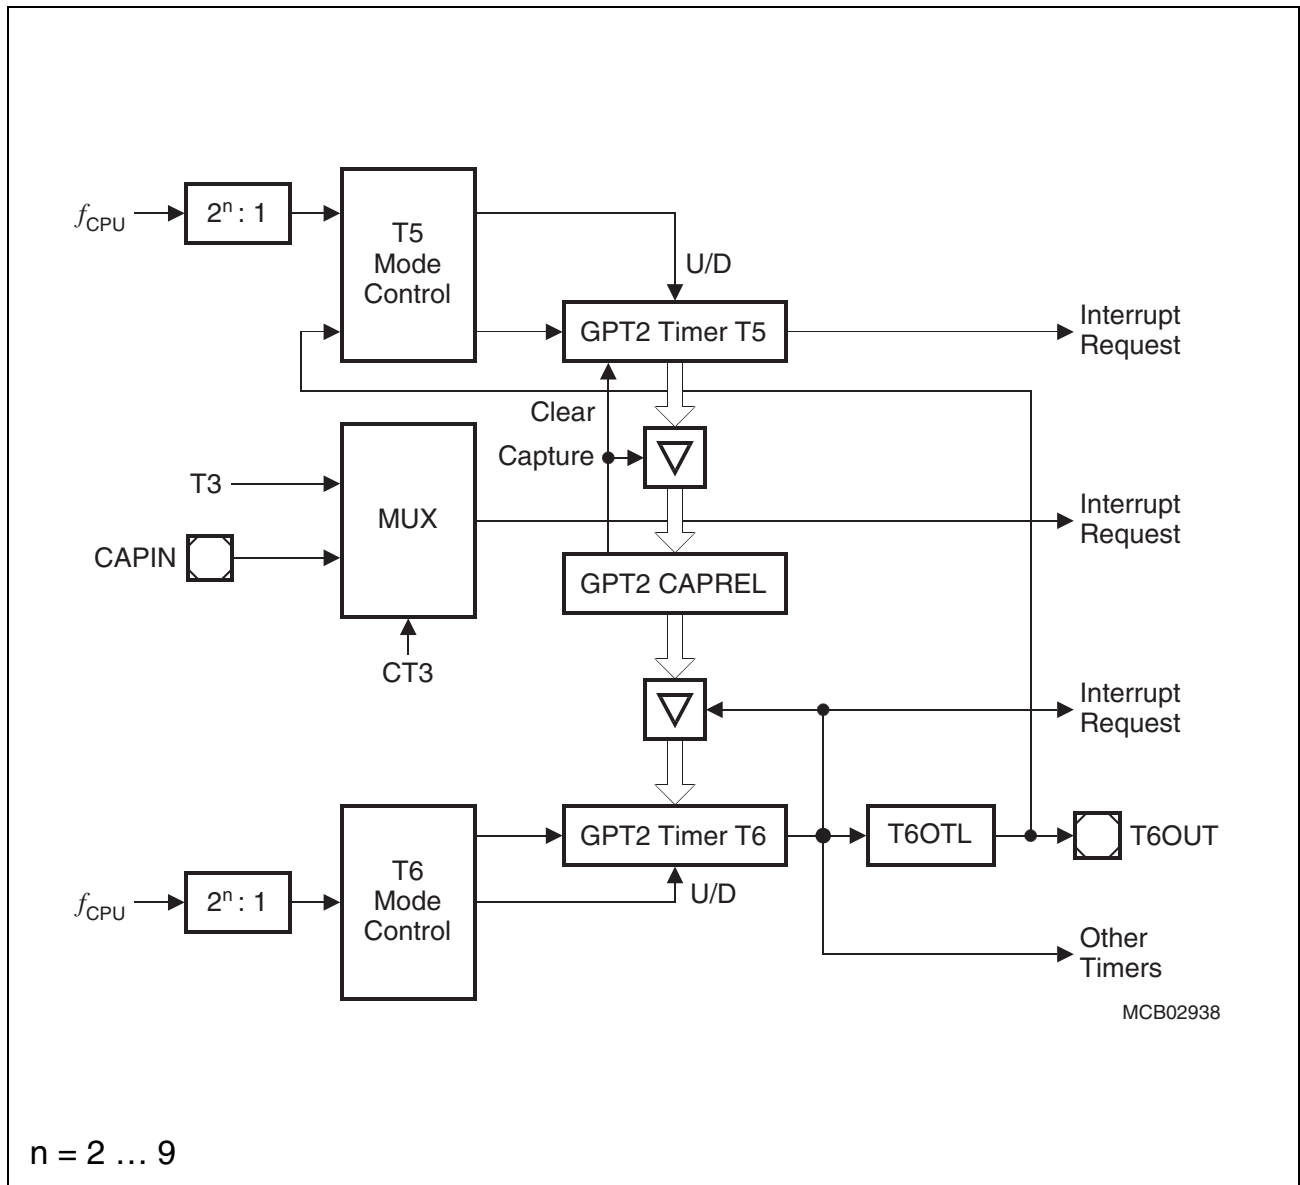 fCPU
2ⁿ : 1
T5
Mode
Control
U/D
GPT2 Timer T5
Interrupt
Request
Clear
Capture
T3
MUX
CAPIN
CT3
Interrupt
Request
GPT2 CAPREL
Interrupt
Request
GPT2 Timer T6
T6OTL
T6OUT
U/D
T6
Mode
Control
fCPU
2ⁿ : 1
Other
Timers
MCB02938
n = 2 … 9